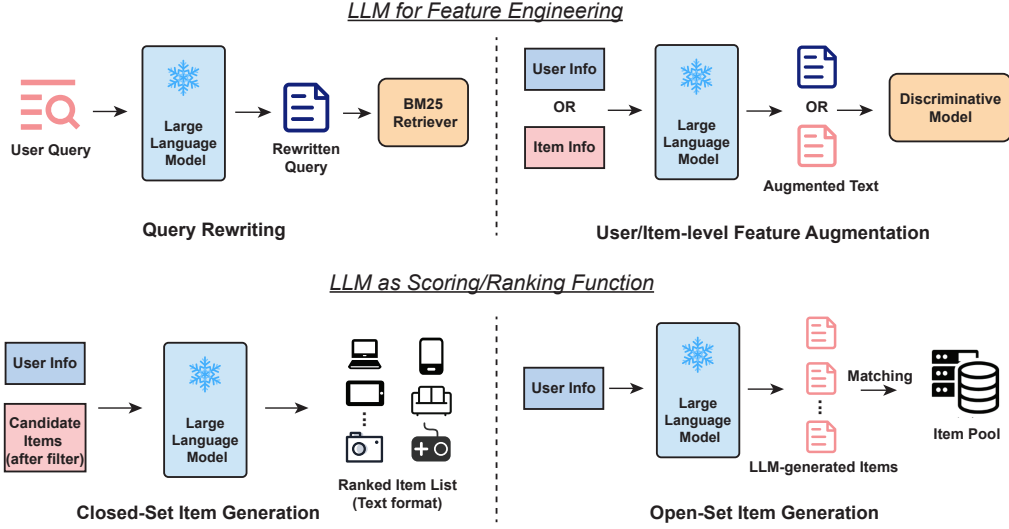 LLM for Feature Engineering
User Query
Large
Language
Model
Rewritten
Query
BM25
Retriever
Query Rewriting
User Info
OR
Item Info
Large
Language
Model
OR
Augmented Text
Discriminative
Model
User/Item-level Feature Augmentation
LLM as Scoring/Ranking Function
User Info
Candidate
Items
(after filter)
Large
Language
Model
Ranked Item List
(Text format)
Closed-Set Item Generation
User Info
Large
Language
Model
LLM-generated Items
Matching
Item Pool
Open-Set Item Generation